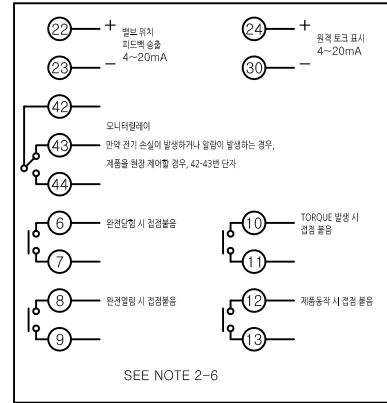 22 + 밸브 위치
피드백 송출
23 − 4~20mA
24 + 원격 토크 표시
30 − 4~20mA
42
모니터릴레이
43 만약 전기 손실이 발생하거나 알람이 발생하는 경우,
44 제품을 현장 제어할 경우, 42-43번 단자
6 완전닫힘 시 접점붙음
7
10 TORQUE 발생 시
접점 붙음
11
8 완전열림 시 접점붙음
9
12 제품동작 시 접점 붙음
13
SEE NOTE 2-6